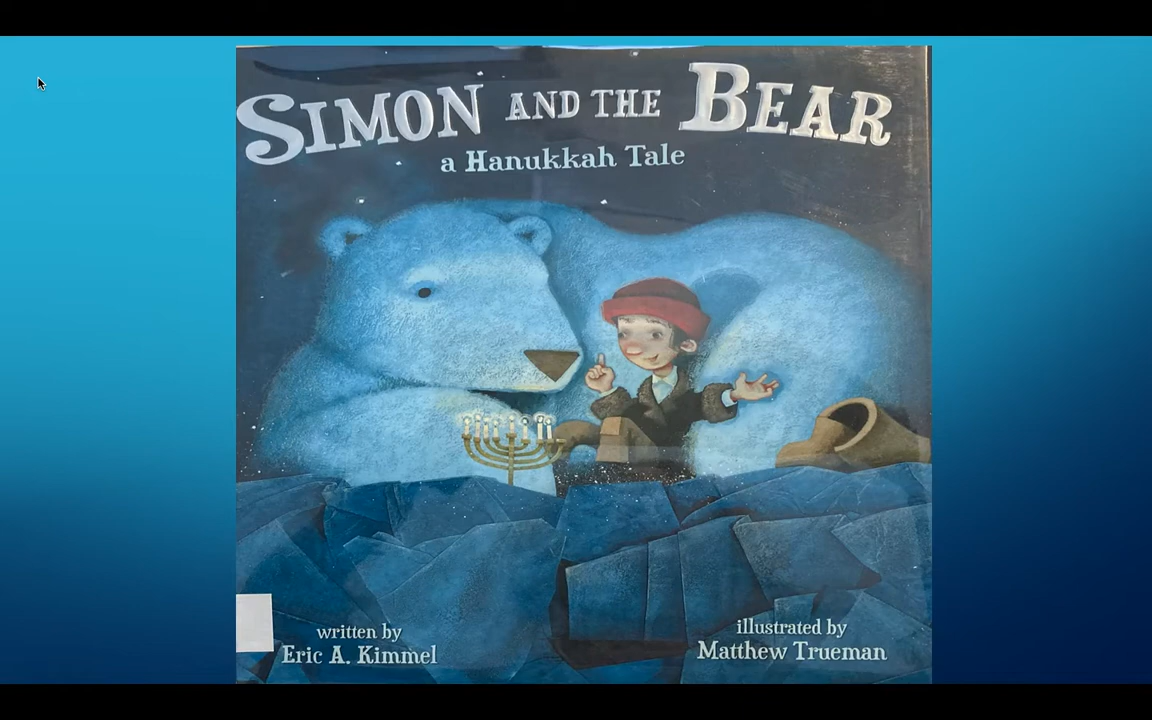 SIMON AND THE BEAR
a Hanukkah Tale
written by
Eric A. Kimmel
illustrated by
Matthew Trueman